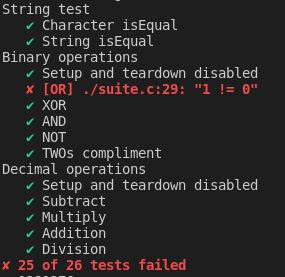 String test
✔ Character isEqual
✔ String isEqual
Binary operations
✔ Setup and teardown disabled
✘ [OR] ./suite.c:29: "1 != 0"
✔ XOR
✔ AND
✔ NOT
✔ TWOs compliment
Decimal operations
✔ Setup and teardown disabled
✔ Subtract
✔ Multiply
✔ Addition
✔ Division
✘ 25 of 26 tests failed